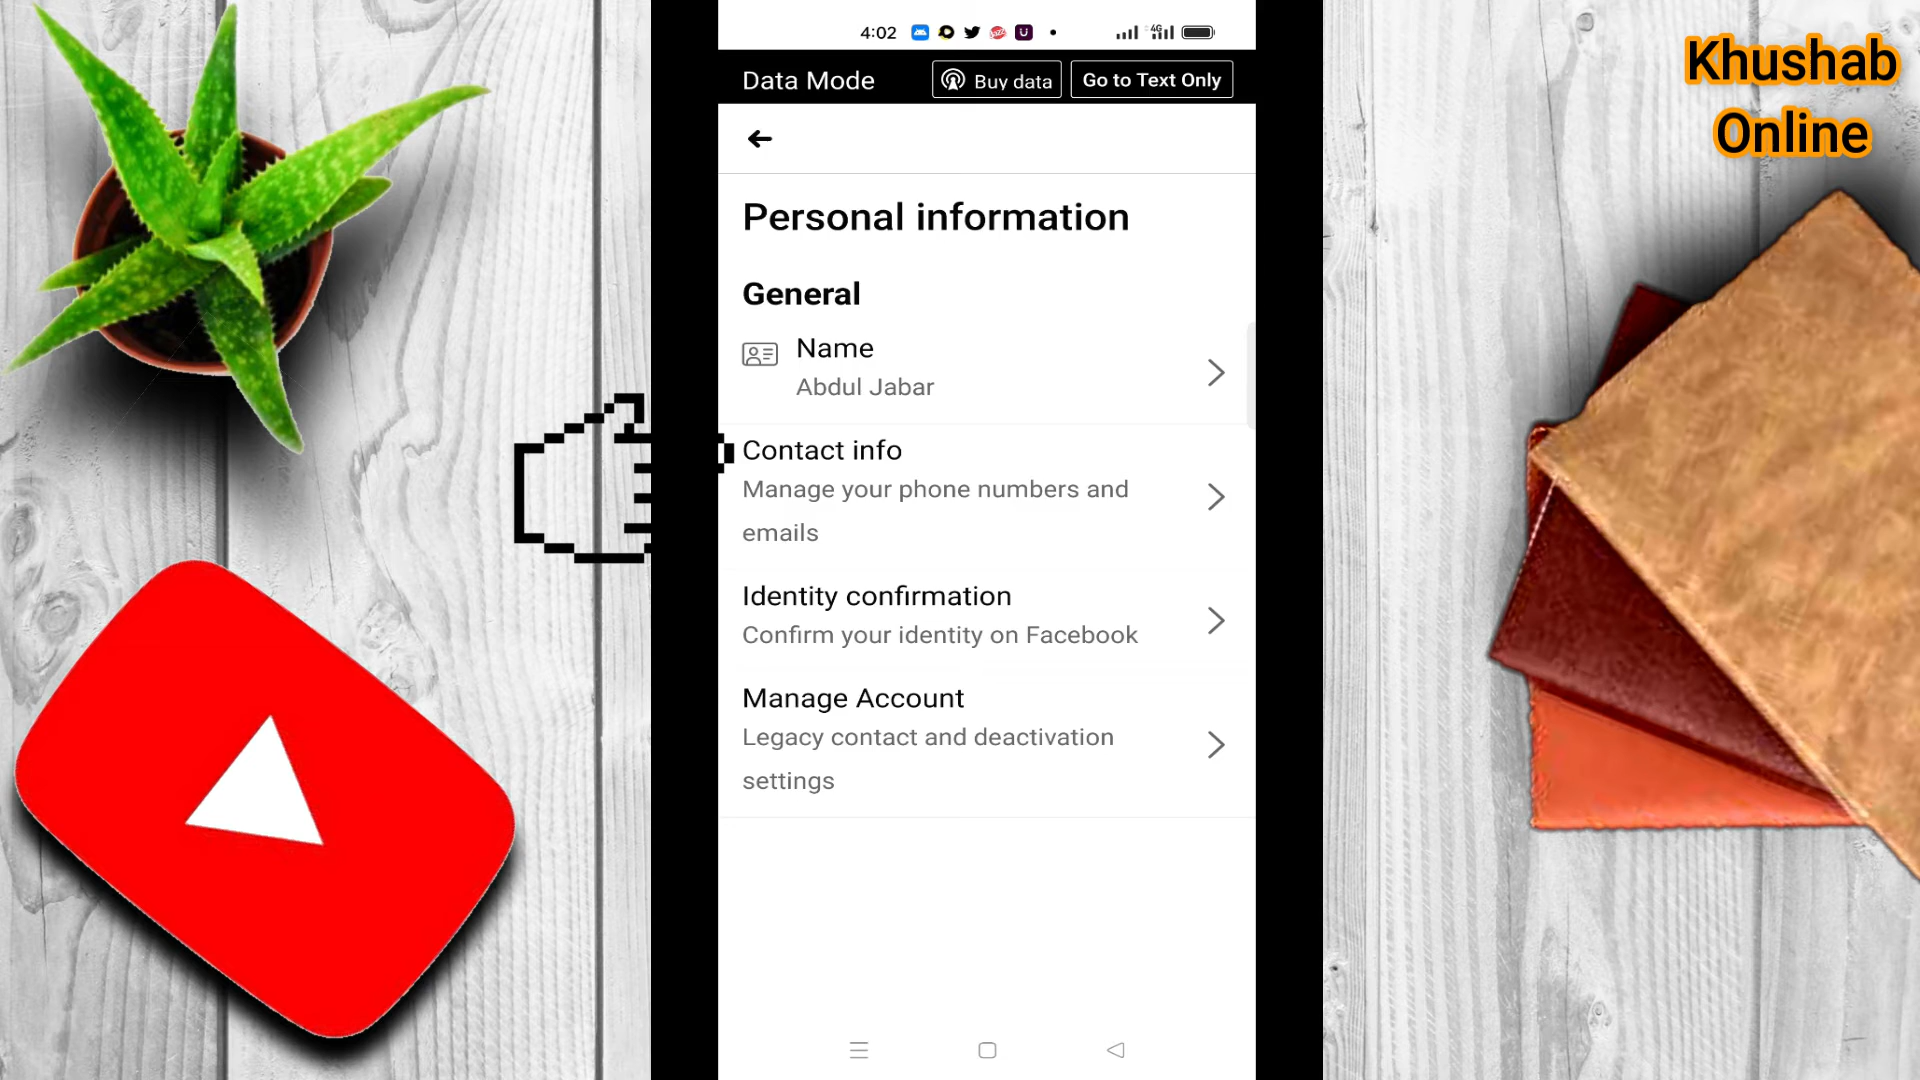 4:02
4G
Data Mode
Buy data
Go to Text Only
Khushab
Online
Personal information
General
Name
Abdul Jabar
Contact info
Manage your phone numbers and
emails
Identity confirmation
Confirm your identity on Facebook
Manage Account
Legacy contact and deactivation
settings